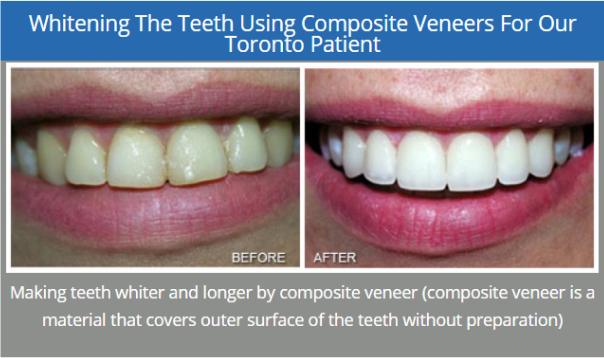 Whitening The Teeth Using Composite Veneers For Our
Toronto Patient
BEFORE
AFTER
Making teeth whiter and longer by composite veneer (composite veneer is a
material that covers outer surface of the teeth without preparation)